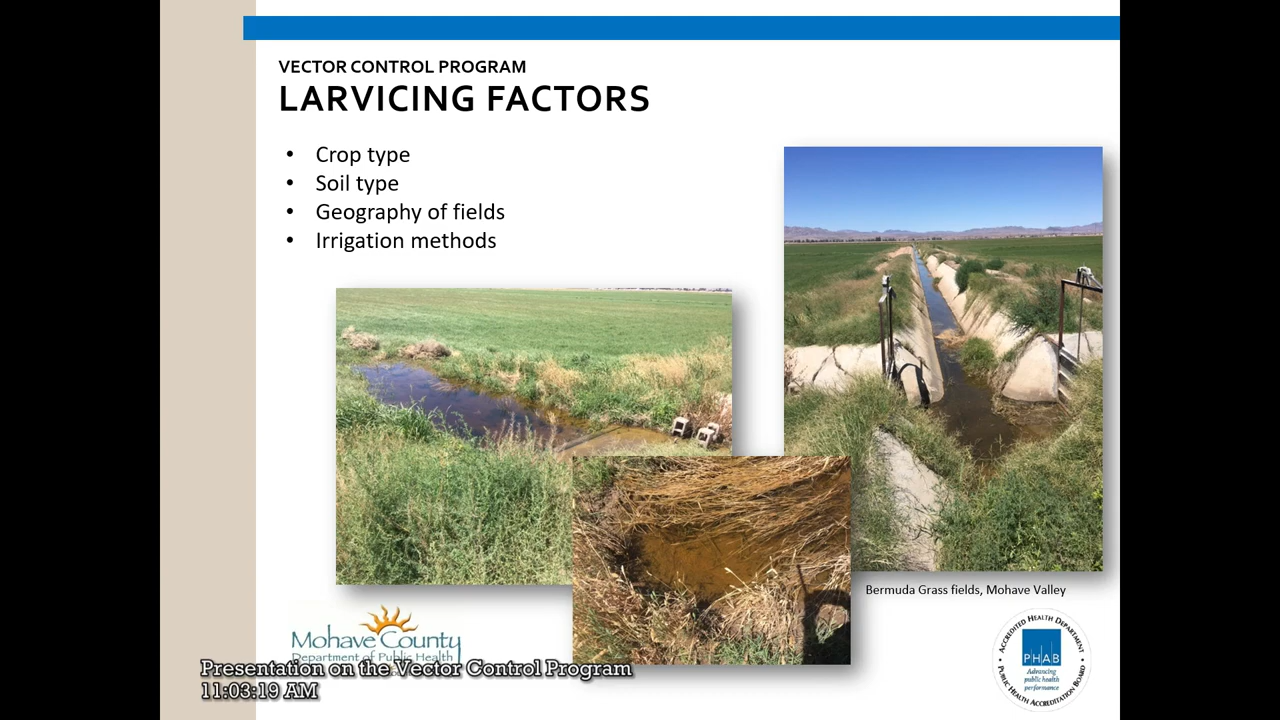 VECTOR CONTROL PROGRAM
LARVICING FACTORS
• Crop type
• Soil type
• Geography of fields
• Irrigation methods
Bermuda Grass fields, Mohave Valley
Mohave County
Department of Public Health
ACCREDITED HEALTH DEPARTMENT
PHAB
Advancing
public health
performance
PUBLIC HEALTH ACCREDITATION BOARD
Presentation on the Vector Control Program
11:03:19 AM